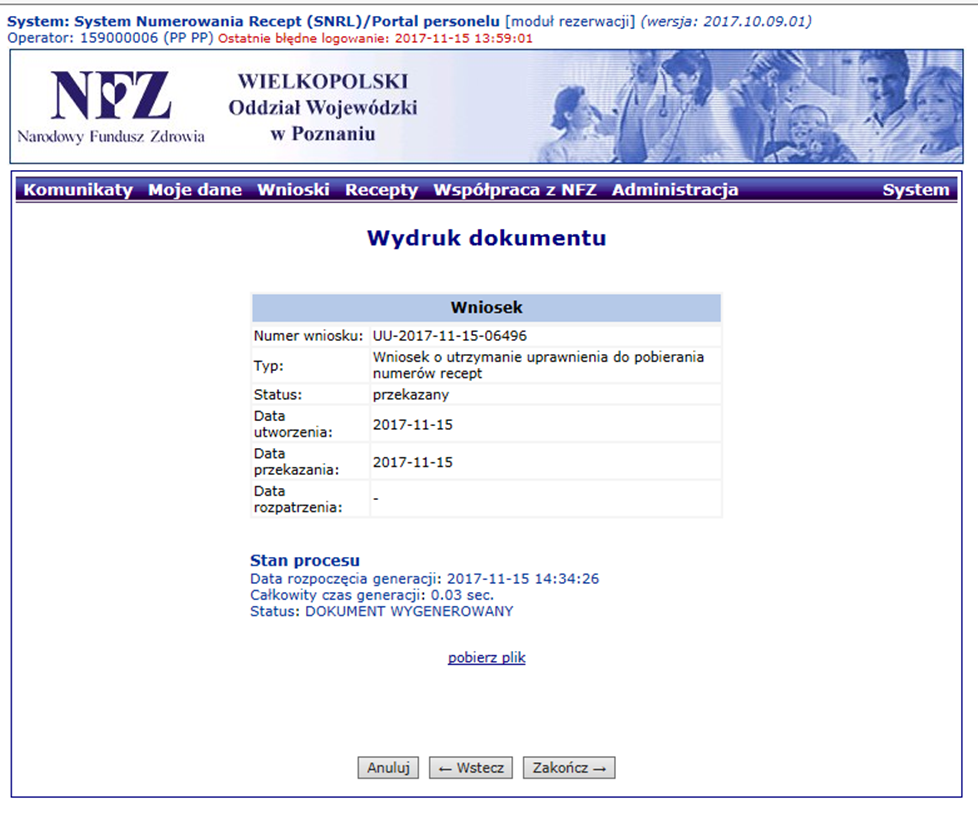 System: System Numerowania Recept (SNRL)/Portal personelu [moduł rezerwacji] (wersja: 2017.10.09.01)
Operator: 159000006 (PP PP) Ostatnie błędne logowanie: 2017-11-15 13:59:01
NFZ
Narodowy Fundusz Zdrowia
WIELKOPOLSKI
Oddział Wojewódzki
w Poznaniu
Komunikaty Moje dane Wnioski Recepty Współpraca z NFZ Administracja System
Wydruk dokumentu
Wniosek
Numer wniosku: UU-2017-11-15-06496
Typ: Wniosek o utrzymanie uprawnienia do pobierania
numerów recept
Status: przekazany
Data
utworzenia: 2017-11-15
Data
przekazania: 2017-11-15
Data
rozpatrzenia: -
Stan procesu
Data rozpoczęcia generacji: 2017-11-15 14:34:26
Całkowity czas generacji: 0.03 sec.
Status: DOKUMENT WYGENEROWANY
pobierz plik
Anuluj ← Wstecz Zakończ →